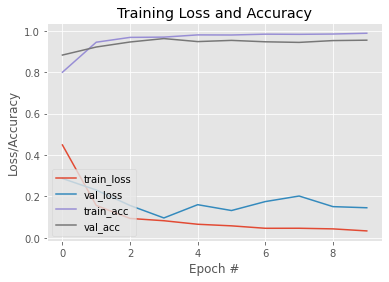 Training Loss and Accuracy
Loss/Accuracy
1.0
0.8
0.6
0.4
0.2
0.0
train_loss
val_loss
train_acc
val_acc
0 2 4 6 8
Epoch #